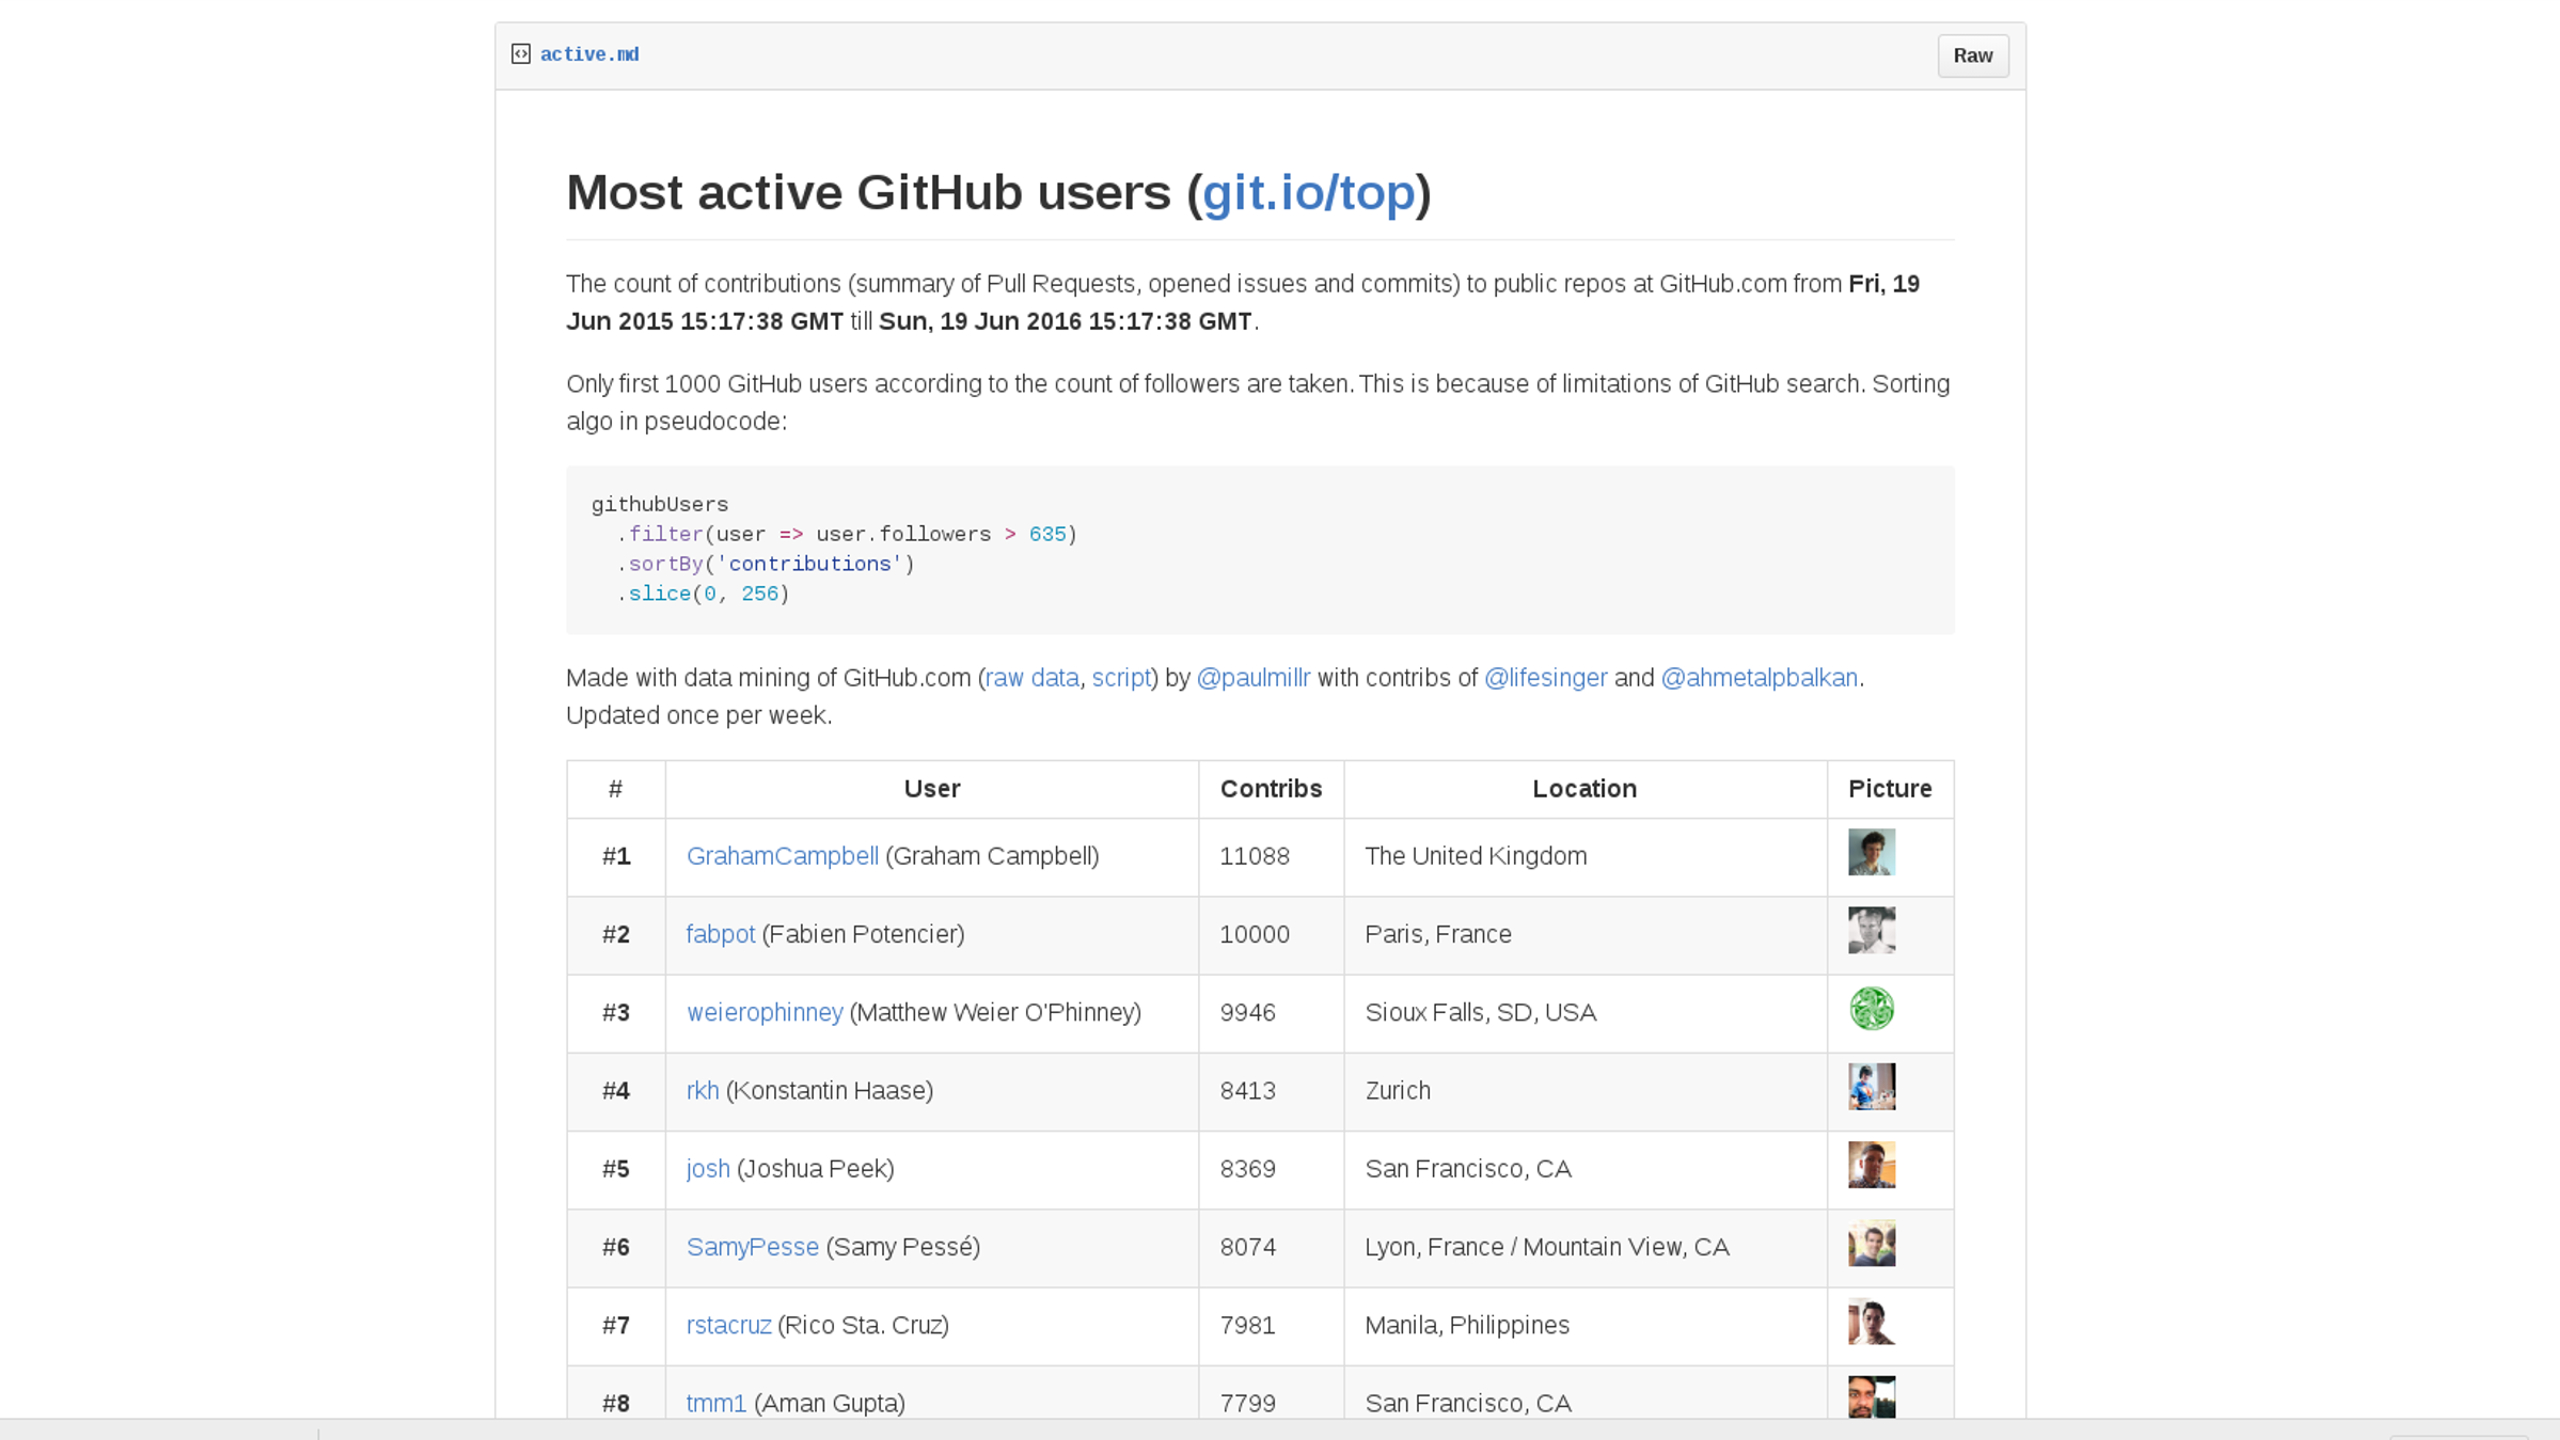 active.md
Raw
Most active GitHub users (git.io/top)
The count of contributions (summary of Pull Requests, opened issues and commits) to public repos at GitHub.com from Fri, 19
Jun 2015 15:17:38 GMT till Sun, 19 Jun 2016 15:17:38 GMT.
Only first 1000 GitHub users according to the count of followers are taken. This is because of limitations of GitHub search. Sorting
algo in pseudocode:
githubUsers
  .filter(user => user.followers > 635)
  .sortBy('contributions')
  .slice(0, 256)
Made with data mining of GitHub.com (raw data, script) by @paulmillr with contribs of @lifesinger and @ahmetalpbalkan.
Updated once per week.
# User Contribs Location Picture
#1 GrahamCampbell (Graham Campbell) 11088 The United Kingdom
#2 fabpot (Fabien Potencier) 10000 Paris, France
#3 weierophinney (Matthew Weier O'Phinney) 9946 Sioux Falls, SD, USA
#4 rkh (Konstantin Haase) 8413 Zurich
#5 josh (Joshua Peek) 8369 San Francisco, CA
#6 SamyPesse (Samy Pessé) 8074 Lyon, France / Mountain View, CA
#7 rstacruz (Rico Sta. Cruz) 7981 Manila, Philippines
#8 tmm1 (Aman Gupta) 7799 San Francisco, CA